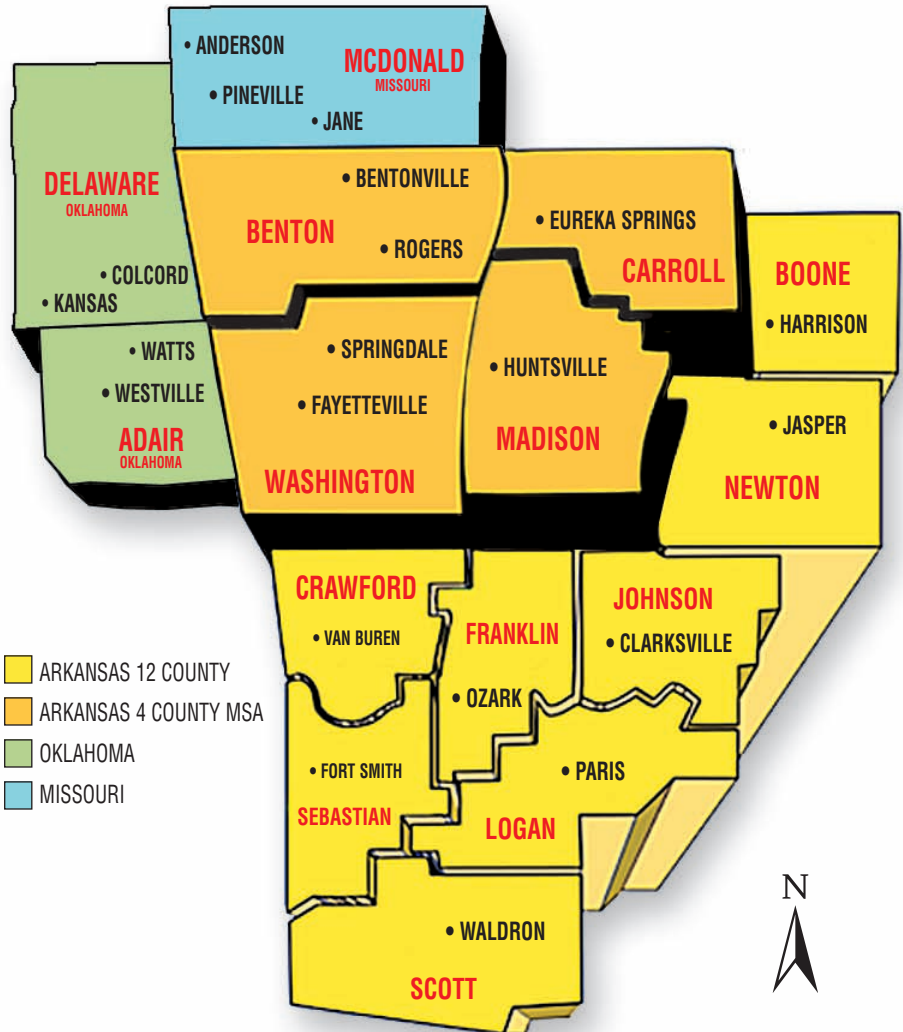 • ANDERSON
MCDONALD
MISSOURI
• PINEVILLE
• JANE
DELAWARE
OKLAHOMA
• COLCORD
• KANSAS
• BENTONVILLE
BENTON
• ROGERS
• EUREKA SPRINGS
CARROLL
BOONE
• HARRISON
• WATTS
• WESTVILLE
ADAIR
OKLAHOMA
• SPRINGDALE
• FAYETTEVILLE
WASHINGTON
• HUNTSVILLE
MADISON
• JASPER
NEWTON
CRAWFORD
• VAN BUREN
FRANKLIN
• OZARK
JOHNSON
• CLARKSVILLE
ARKANSAS 12 COUNTY
ARKANSAS 4 COUNTY MSA
OKLAHOMA
MISSOURI
• FORT SMITH
SEBASTIAN
• PARIS
LOGAN
• WALDRON
SCOTT
N